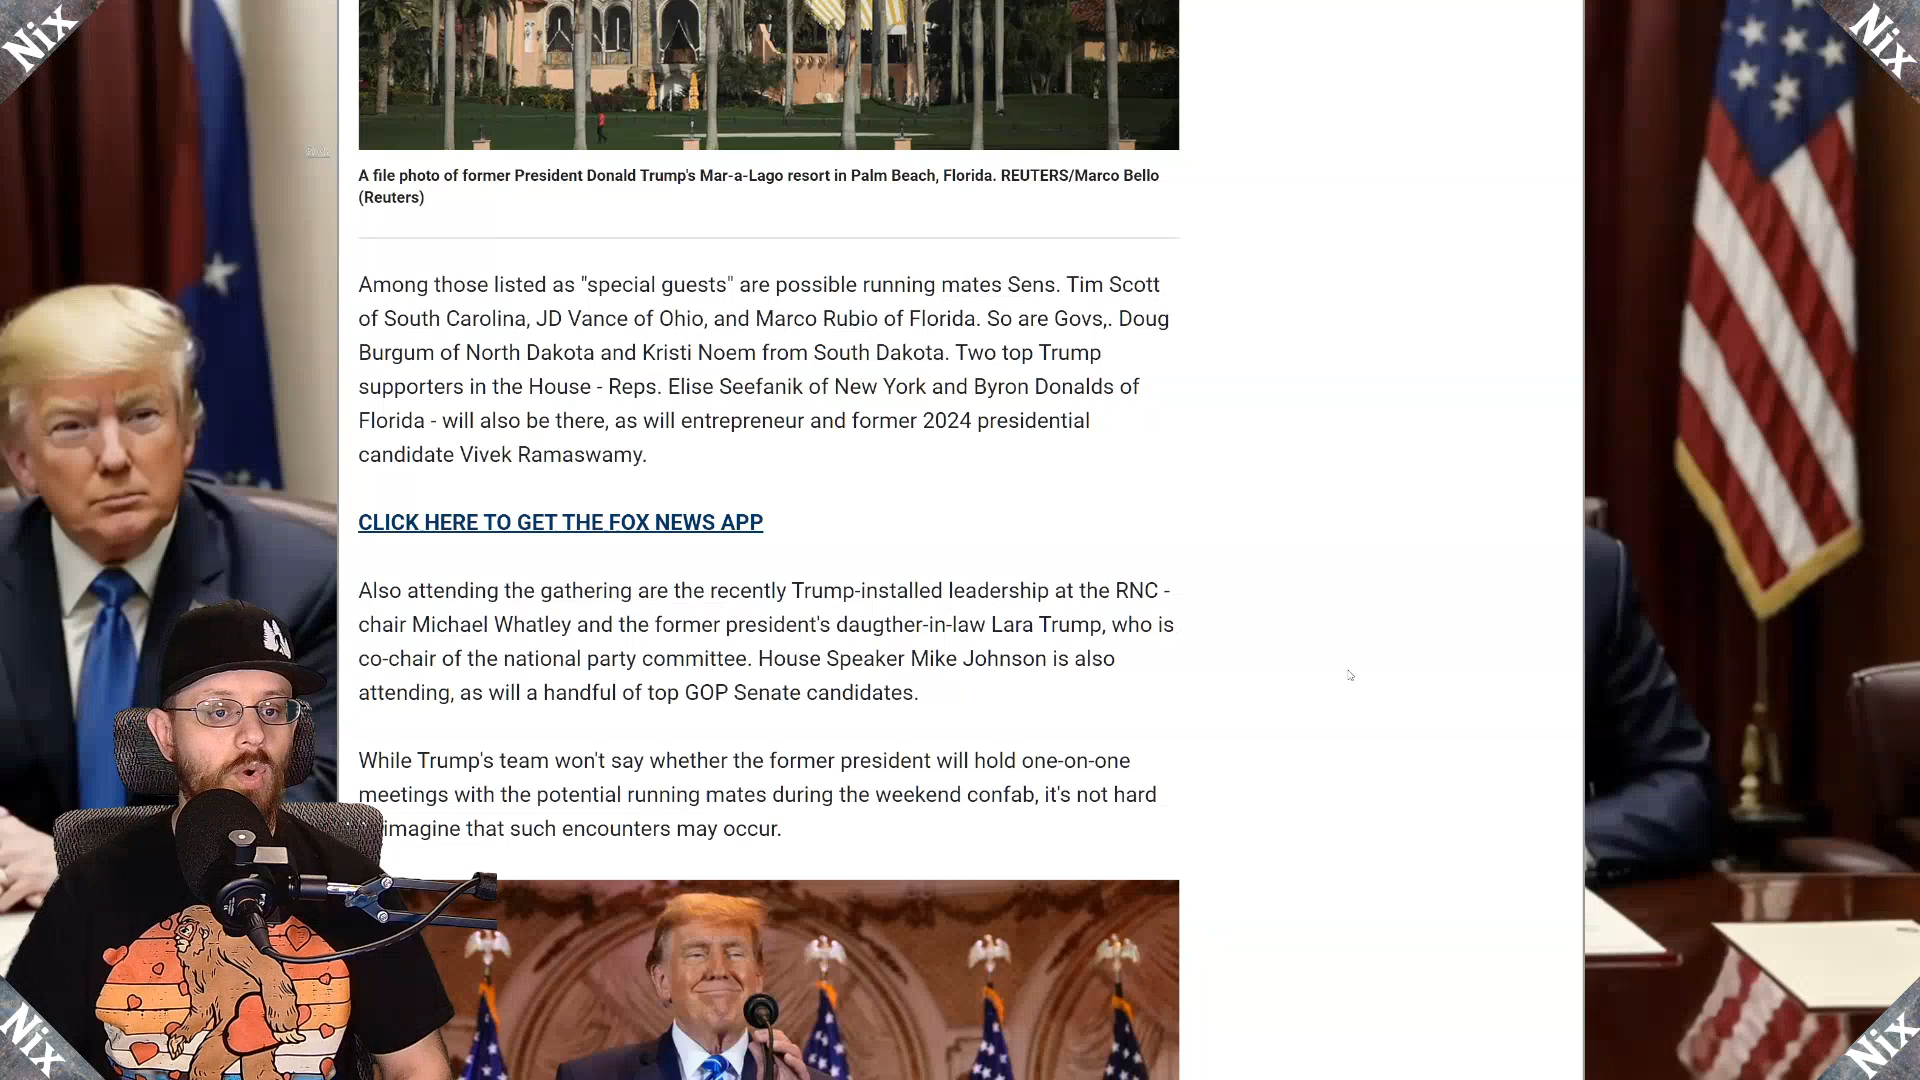 Nix
Nix
A file photo of former President Donald Trump's Mar-a-Lago resort in Palm Beach, Florida. REUTERS/Marco Bello
(Reuters)
Among those listed as "special guests" are possible running mates Sens. Tim Scott
of South Carolina, JD Vance of Ohio, and Marco Rubio of Florida. So are Govs,. Doug
Burgum of North Dakota and Kristi Noem from South Dakota. Two top Trump
supporters in the House - Reps. Elise Seefanik of New York and Byron Donalds of
Florida - will also be there, as will entrepreneur and former 2024 presidential
candidate Vivek Ramaswamy.
CLICK HERE TO GET THE FOX NEWS APP
Also attending the gathering are the recently Trump-installed leadership at the RNC -
chair Michael Whatley and the former president's daugther-in-law Lara Trump, who is
co-chair of the national party committee. House Speaker Mike Johnson is also
attending, as will a handful of top GOP Senate candidates.
While Trump's team won't say whether the former president will hold one-on-one
meetings with the potential running mates during the weekend confab, it's not hard
imagine that such encounters may occur.
Nix
Nix